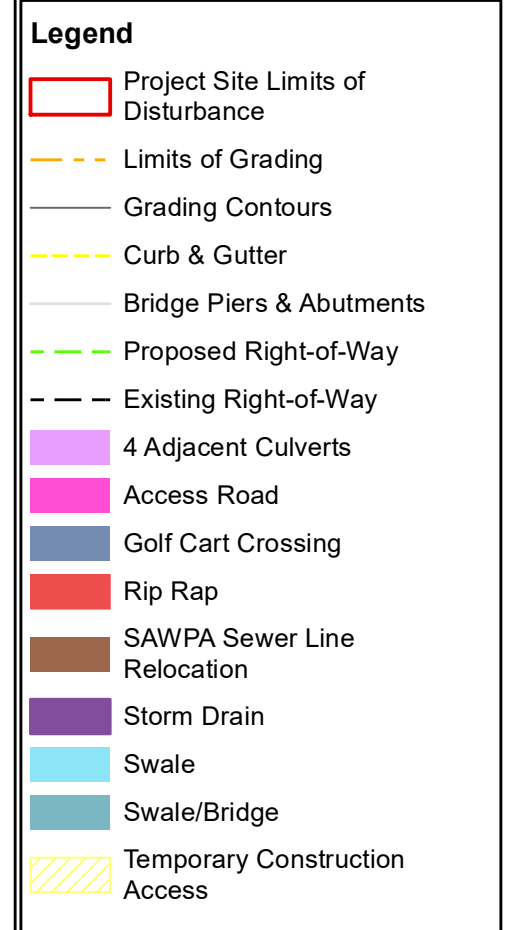 Legend
Project Site Limits of
Disturbance
Limits of Grading
Grading Contours
Curb & Gutter
Bridge Piers & Abutments
Proposed Right-of-Way
Existing Right-of-Way
4 Adjacent Culverts
Access Road
Golf Cart Crossing
Rip Rap
SAWPA Sewer Line
Relocation
Storm Drain
Swale
Swale/Bridge
Temporary Construction
Access